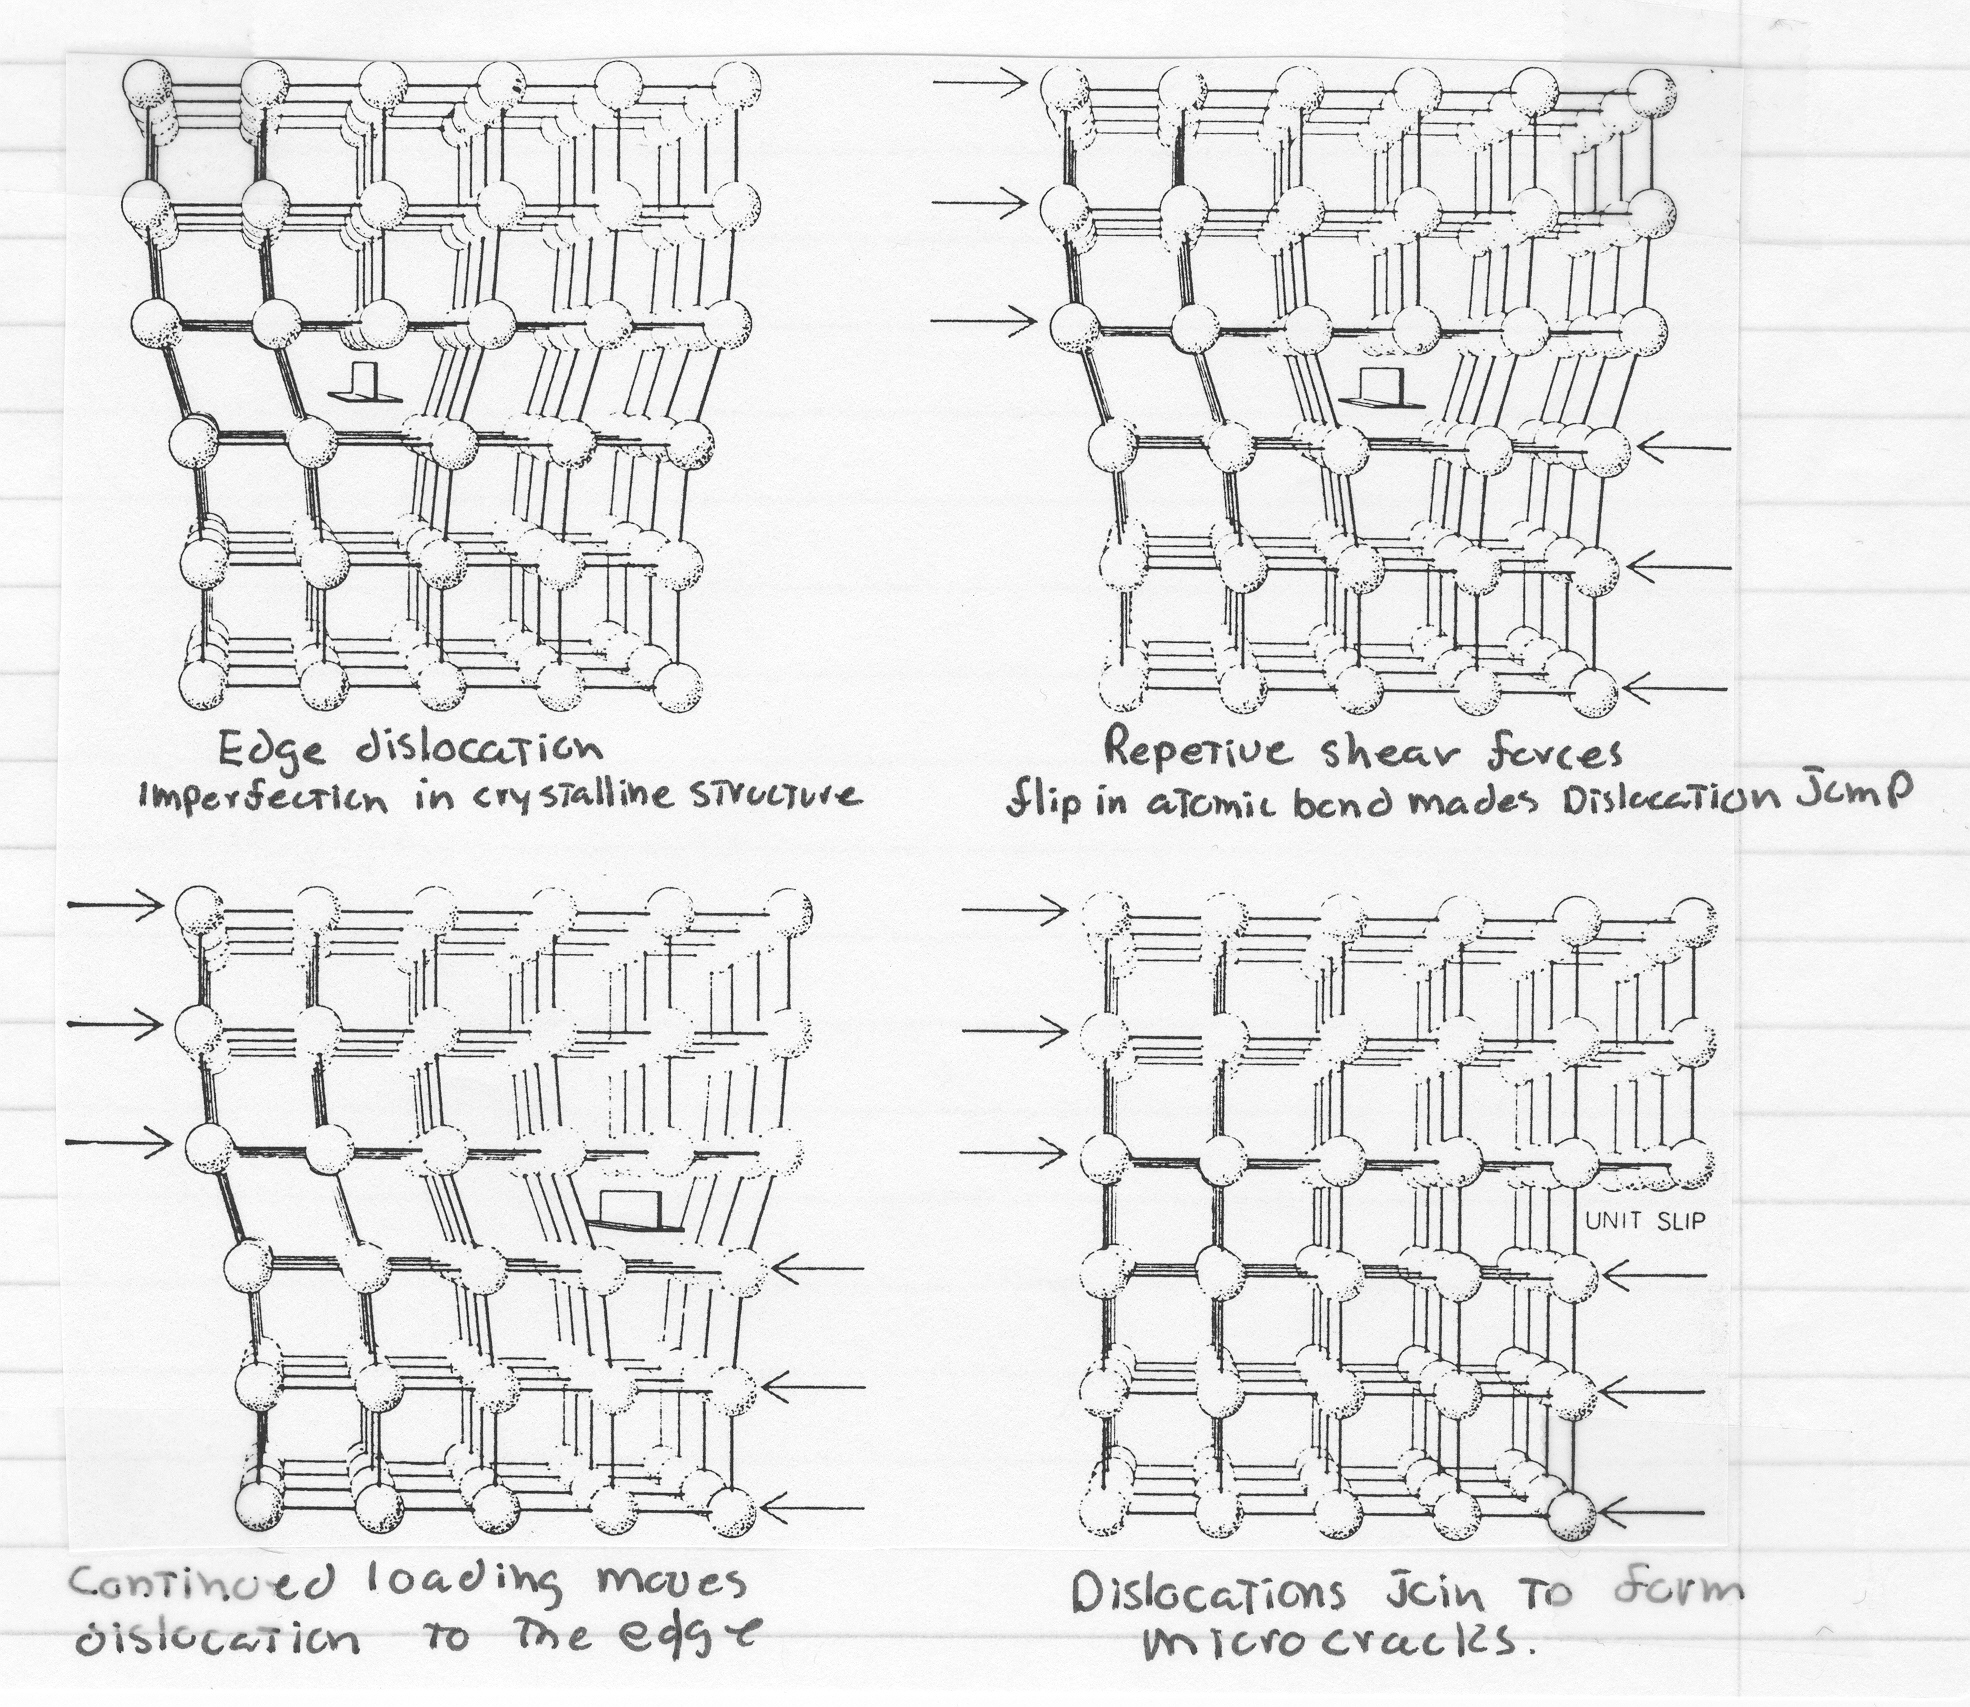 Edge dislocation
Imperfection in crystalline structure
Repetive shear forces
flip in atomic bond mades Dislocation Jump
UNIT SLIP
Continued loading moves
dislocation to the edge
Dislocations Join to form
microcracks.